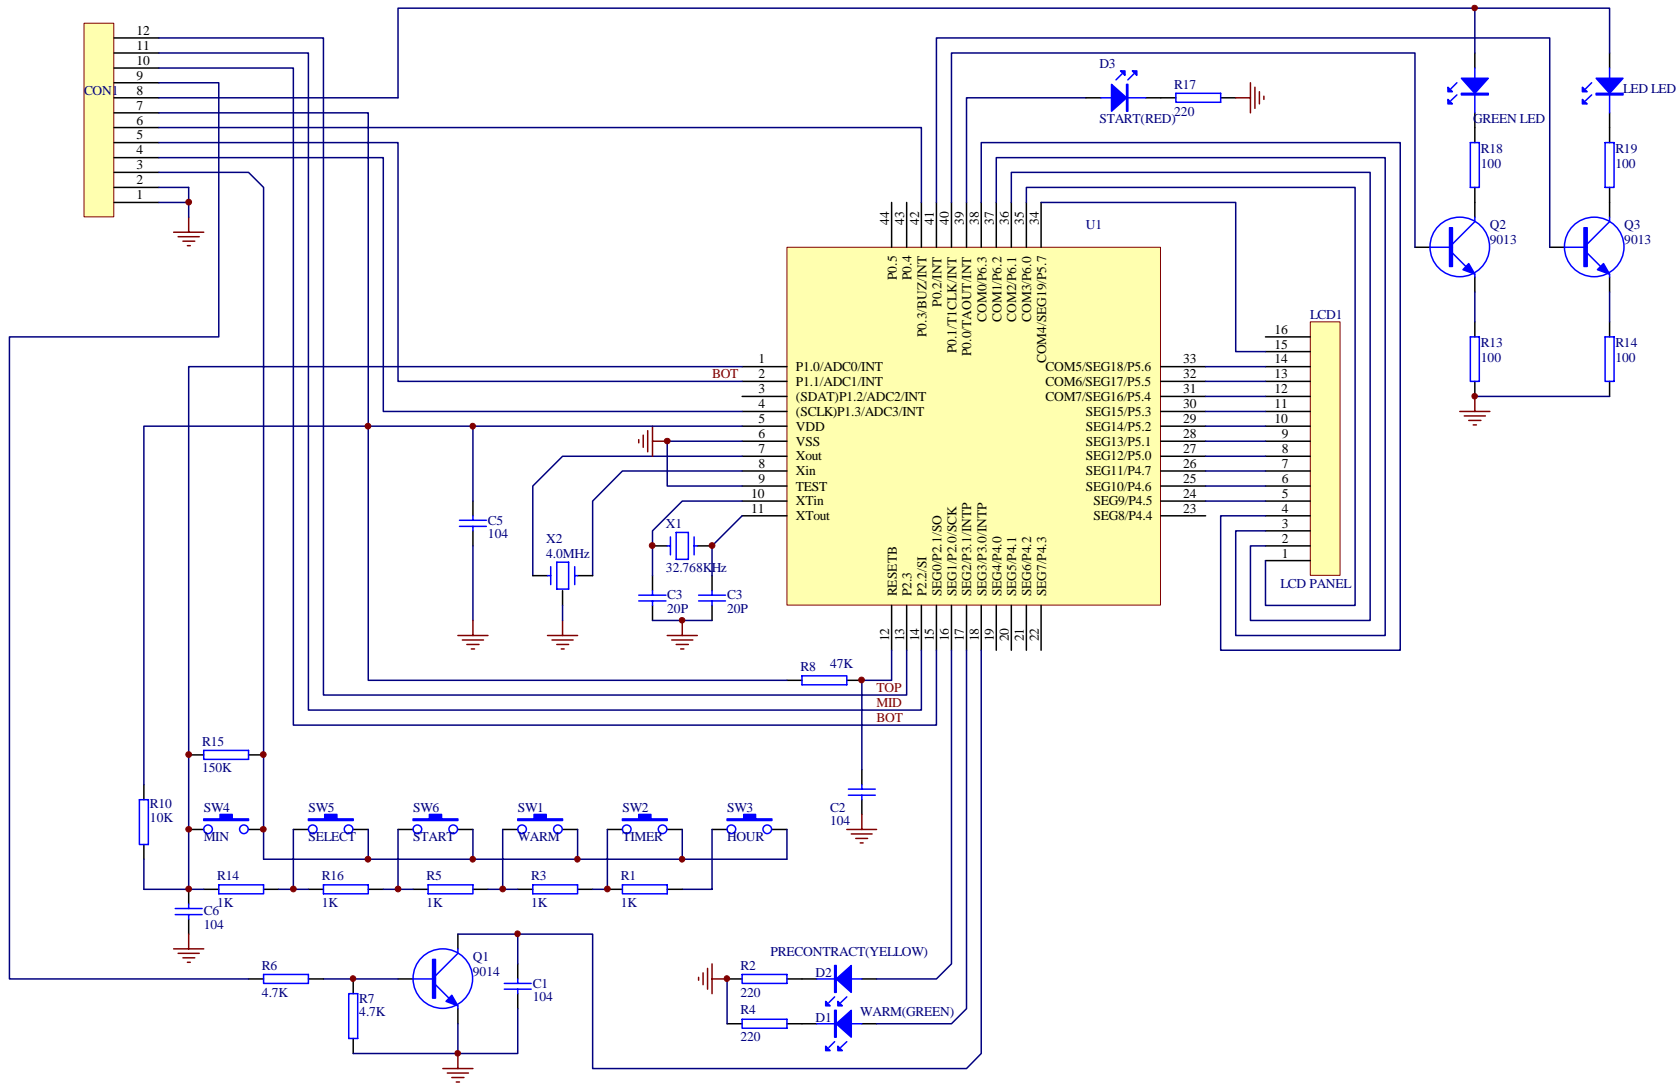 CON1
12
11
10
9
8
7
6
5
4
3
2
1
D3
START(RED)
R17
220
GREEN LED
LED LED
R18
100
R19
100
Q2
9013
Q3
9013
R13
100
R14
100
U1
44
43
42
41
40
39
38
37
36
35
34
P0.5
P0.4
P0.3/BUZ/INT
P0.2/INT
P0.1/T1CLK/INT
P0.0/TAOUT/INT
COM0/P6.3
COM1/P6.2
COM2/P6.1
COM3/P6.0
COM4/SEG19/P5.7
BOT
1
2
3
4
5
6
7
8
9
10
11
P1.0/ADC0/INT
P1.1/ADC1/INT
(SDAT)P1.2/ADC2/INT
(SCLK)P1.3/ADC3/INT
VDD
VSS
Xout
Xin
TEST
XTin
XTout
COM5/SEG18/P5.6
COM6/SEG17/P5.5
COM7/SEG16/P5.4
SEG15/P5.3
SEG14/P5.2
SEG13/P5.1
SEG12/P5.0
SEG11/P4.7
SEG10/P4.6
SEG9/P4.5
SEG8/P4.4
33
32
31
30
29
28
27
26
25
24
23
LCD1
16
15
14
13
12
11
10
9
8
7
6
5
4
3
2
1
LCD PANEL
RESETB
P2.3
P2.2/SI
SEG0/P2.1/SO
SEG1/P2.0/SCK
SEG2/P3.1/INTP
SEG3/P3.0/INTP
SEG4/P4.0
SEG5/P4.1
SEG6/P4.2
SEG7/P4.3
12
13
14
15
16
17
18
19
20
21
22
C5
104
X2
4.0MHz
X1
32.768KHz
C3
20P
C3
20P
R8
47K
TOP
MID
BOT
C2
104
R15
150K
R10
10K
SW4
MIN
SW5
SELECT
SW6
START
SW1
WARM
SW2
TIMER
SW3
HOUR
R14
1K
R16
1K
R5
1K
R3
1K
R1
1K
C6
104
R6
4.7K
R7
4.7K
Q1
9014
C1
104
PRECONTRACT(YELLOW)
R2
220
D2
R4
220
D1
WARM(GREEN)